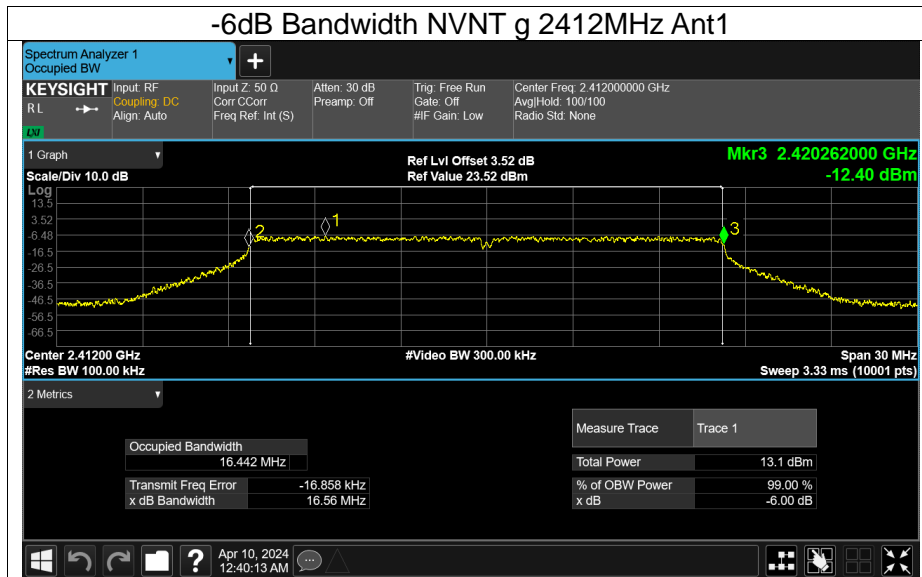 -6dB Bandwidth NVNT g 2412MHz Ant1
Spectrum Analyzer 1
Occupied BW
+
KEYSIGHT
R L
LXI
Input: RF
Coupling: DC
Align: Auto
Input Z: 50 Ω
Corr CCorr
Freq Ref: Int (S)
Atten: 30 dB
Preamp: Off
Trig: Free Run
Gate: Off
#IF Gain: Low
Center Freq: 2.412000000 GHz
Avg|Hold: 100/100
Radio Std: None
1 Graph
Scale/Div 10.0 dB
Ref Lvl Offset 3.52 dB
Ref Value 23.52 dBm
Mkr3 2.420262000 GHz
-12.40 dBm
Log
13.5
3.52
-6.48
-16.5
-26.5
-36.5
-46.5
-56.5
-66.5
2
1
3
Center 2.41200 GHz
#Res BW 100.00 kHz
#Video BW 300.00 kHz
Span 30 MHz
Sweep 3.33 ms (10001 pts)
2 Metrics
Occupied Bandwidth
16.442 MHz
Transmit Freq Error -16.858 kHz
x dB Bandwidth 16.56 MHz
Measure Trace Trace 1
Total Power 13.1 dBm
% of OBW Power 99.00 %
x dB -6.00 dB
?
Apr 10, 2024
12:40:13 AM